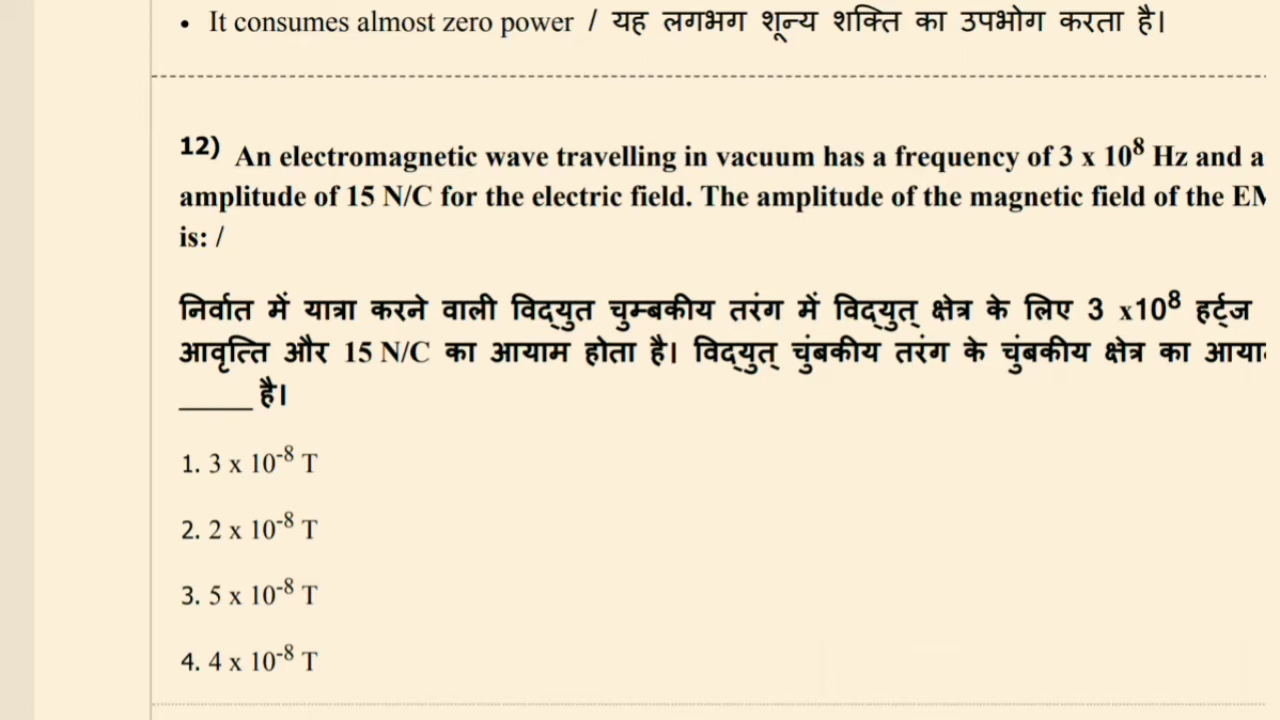 • It consumes almost zero power / यह लगभग शून्य शक्ति का उपभोग करता है।
12) An electromagnetic wave travelling in vacuum has a frequency of 3 x 10⁸ Hz and a
amplitude of 15 N/C for the electric field. The amplitude of the magnetic field of the
is: /
निर्वात में यात्रा करने वाली विद्युत चुम्बकीय तरंग में विद्युत् क्षेत्र के लिए 3 x10⁸ हर्ट्ज
आवृत्ति और 15 N/C का आयाम होता है। विद्युत् चुंबकीय तरंग के चुंबकीय क्षेत्र का
_____ है।
1. 3 x 10⁻⁸ T
2. 2 x 10⁻⁸ T
3. 5 x 10⁻⁸ T
4. 4 x 10⁻⁸ T